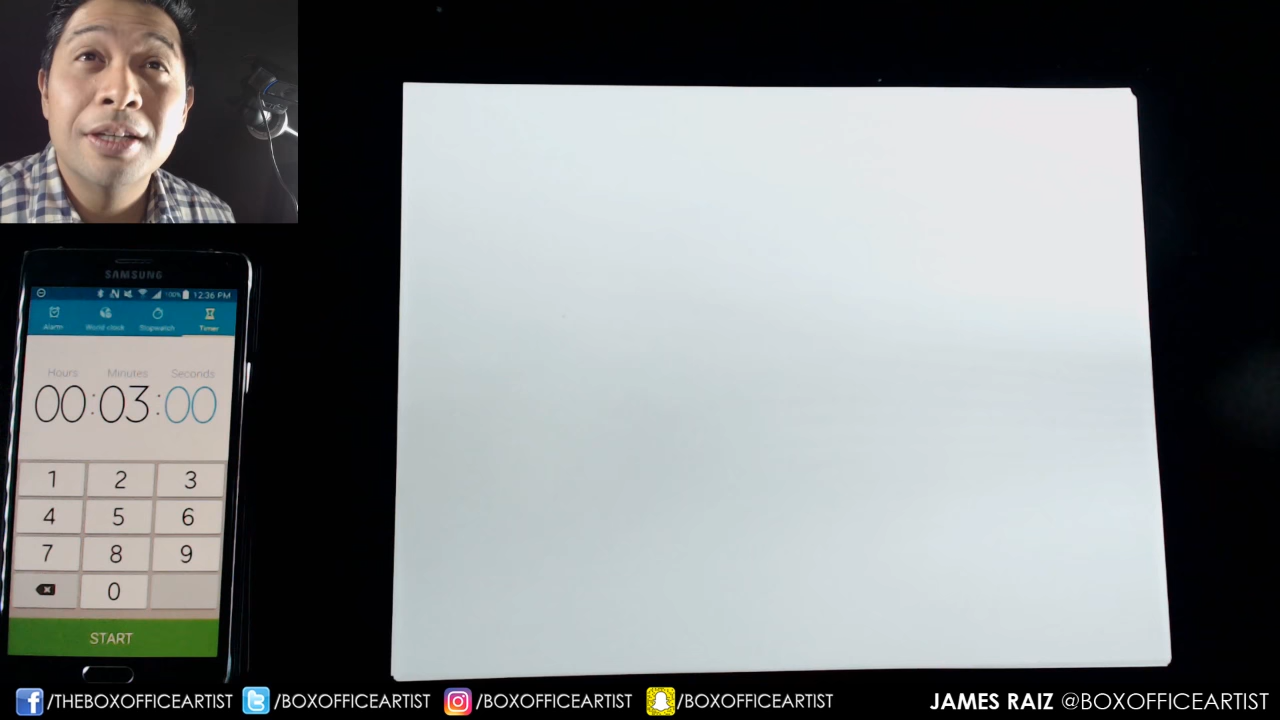 SAMSUNG
100% 12:36 PM
Alarm World clock Stopwatch Timer
Hours Minutes Seconds
00:03:00
1 2 3
4 5 6
7 8 9
0
START
/THEBOXOFFICEARTIST /BOXOFFICEARTIST /BOXOFFICEARTIST /BOXOFFICEARTIST JAMES RAIZ @BOXOFFICEARTIST